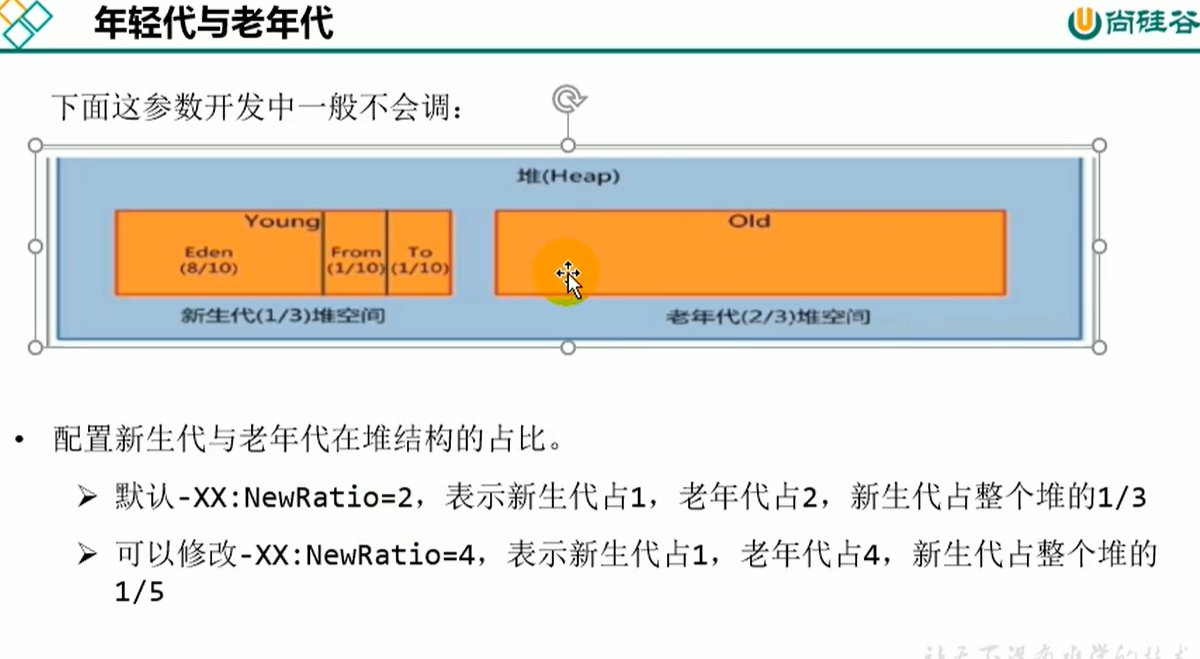 年轻代与老年代
尚硅谷
下面这参数开发中一般不会调：
堆(Heap)
Young
Eden
(8/10)
From
(1/10)
To
(1/10)
Old
新生代(1/3)堆空间
老年代(2/3)堆空间
• 配置新生代与老年代在堆结构的占比。
➢ 默认-XX:NewRatio=2，表示新生代占1，老年代占2，新生代占整个堆的1/3
➢ 可以修改-XX:NewRatio=4，表示新生代占1，老年代占4，新生代占整个堆的
1/5